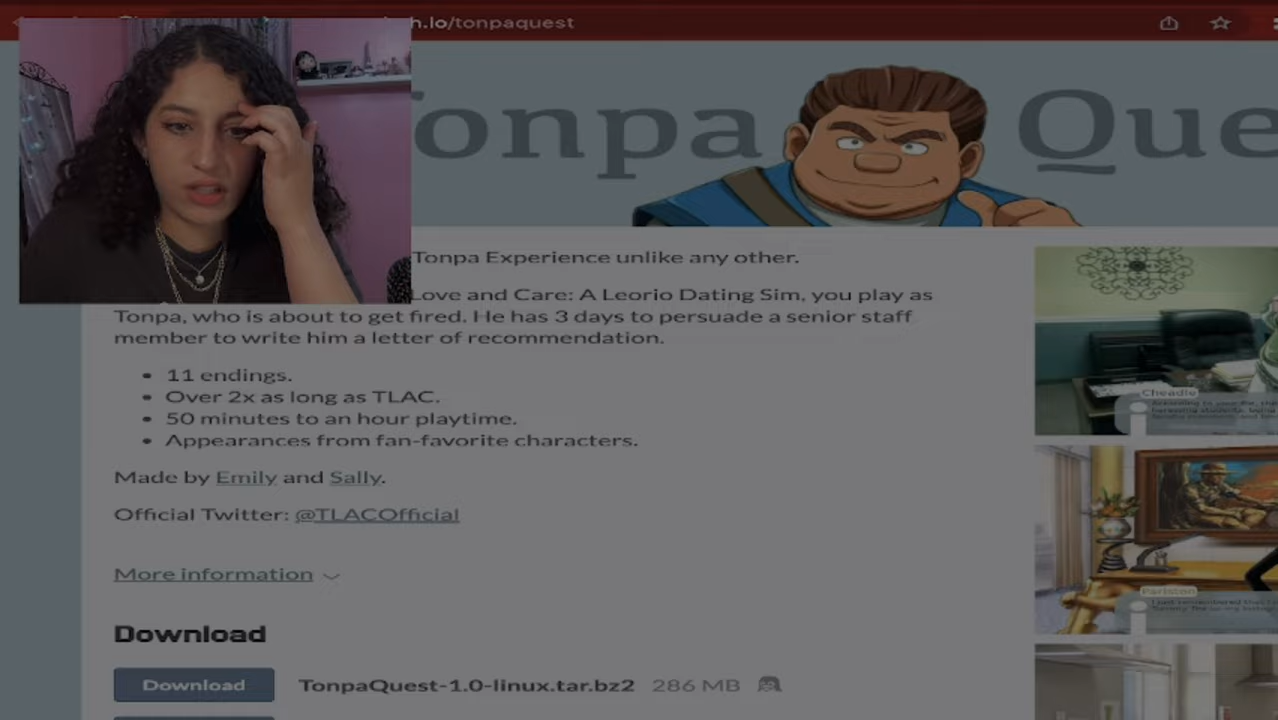 h.io/tonpaquest
Tonpa Que
Tonpa Experience unlike any other.
Love and Care: A Leorio Dating Sim, you play as
Tonpa, who is about to get fired. He has 3 days to persuade a senior staff
member to write him a letter of recommendation.
11 endings.
Over 2x as long as TLAC.
50 minutes to an hour playtime.
Appearances from fan-favorite characters.
Made by Emily and Sally.
Official Twitter: @TLACOfficial
More information
Download
Download TonpaQuest-1.0-linux.tar.bz2 286 MB
Cheadle
Pariston